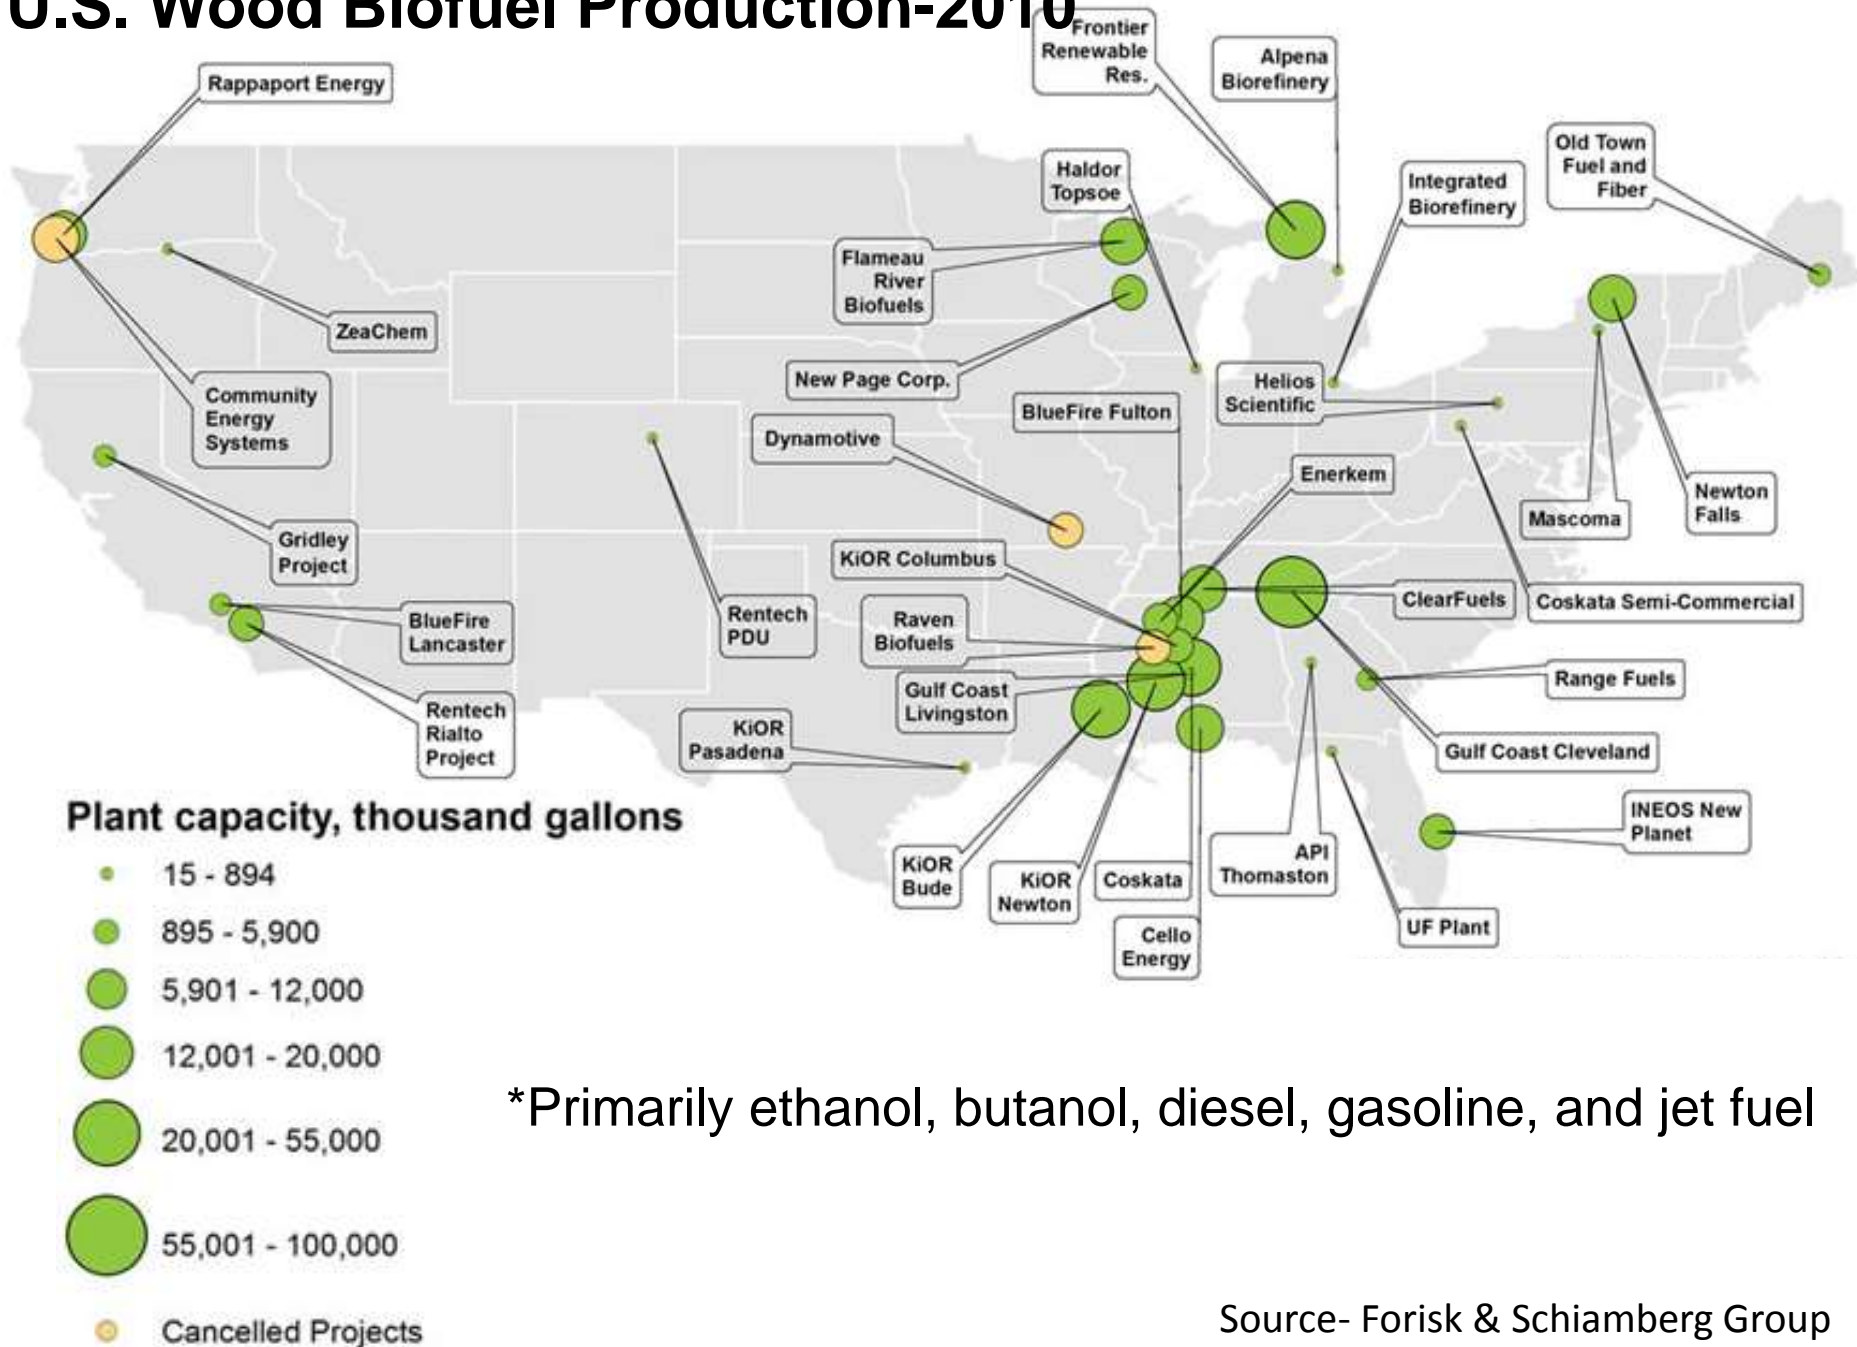 U.S. Wood Biofuel Production-2010
Frontier
Renewable
Res.
Alpena
Biorefinery
Rappaport Energy
Old Town
Fuel and
Fiber
Haldor
Topsoe
Integrated
Biorefinery
Flameau
River
Biofuels
ZeaChem
New Page Corp.
Helios
Scientific
Community
Energy
Systems
BlueFire Fulton
Dynamotive
Enerkem
Newton
Falls
Mascoma
Gridley
Project
KiOR Columbus
ClearFuels
Coskata Semi-Commercial
BlueFire
Lancaster
Rentech
PDU
Raven
Biofuels
Range Fuels
Gulf Coast
Livingston
Rentech
Rialto
Project
KiOR
Pasadena
Gulf Coast Cleveland
INEOS New
Planet
KiOR
Bude
KiOR
Newton
Coskata
API
Thomaston
UF Plant
Cello
Energy
Plant capacity, thousand gallons
15 - 894
895 - 5,900
5,901 - 12,000
12,001 - 20,000
20,001 - 55,000
55,001 - 100,000
Cancelled Projects
*Primarily ethanol, butanol, diesel, gasoline, and jet fuel
Source- Forisk & Schiamberg Group